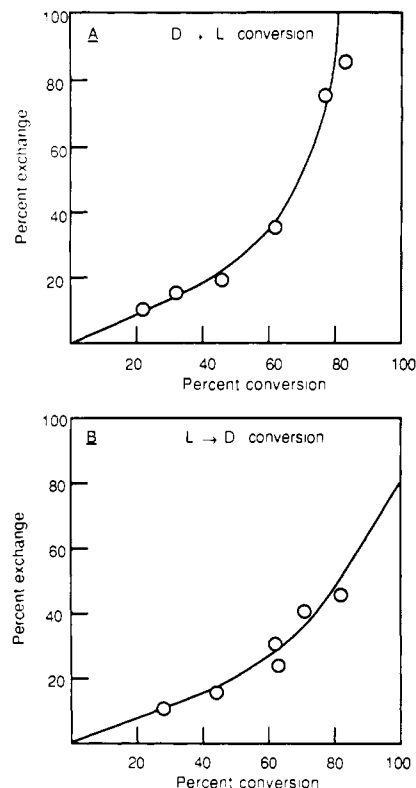 100
A
D , L conversion
80
60
40
20
Percent exchange
20 40 60 80 100
Percent conversion
100
B
L → D conversion
80
60
40
20
Percent exchange
20 40 60 80 100
Percent conversion